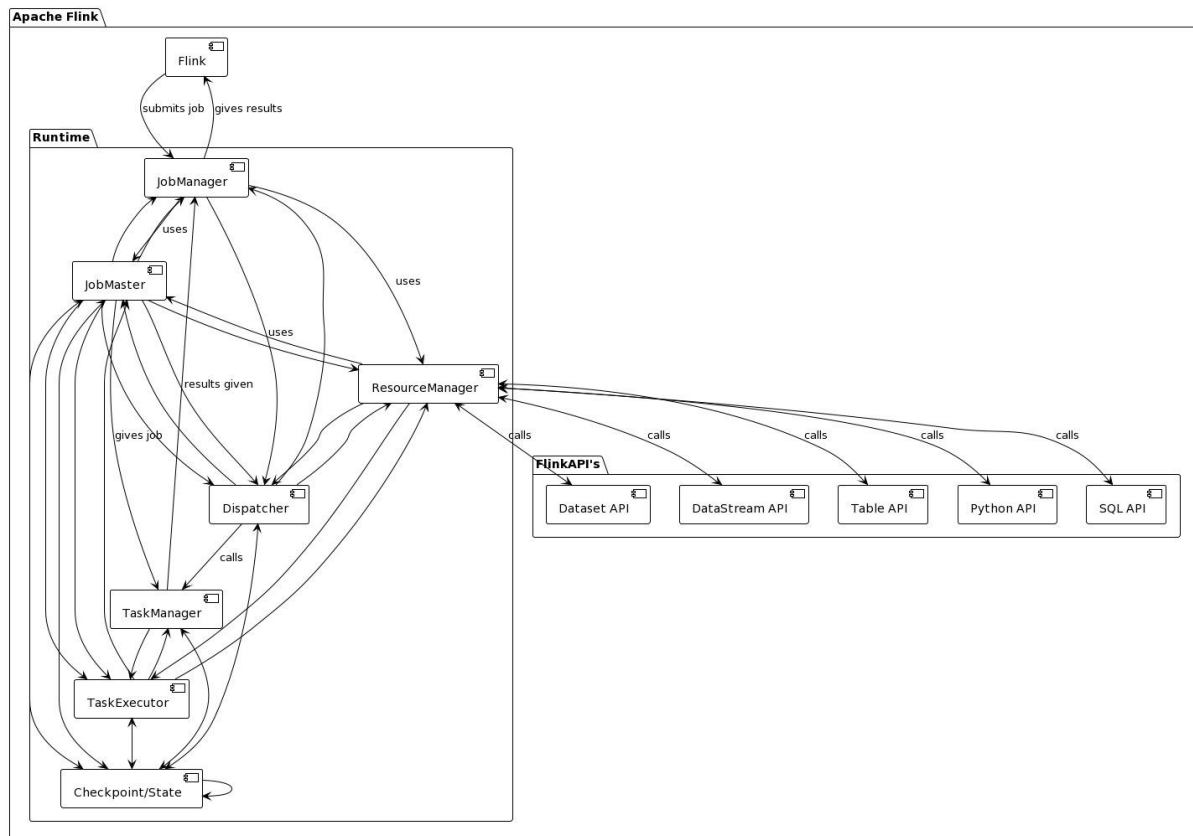 Apache Flink
Flink
submits job
gives results
Runtime
JobManager
uses
JobMaster
uses
uses
results given
ResourceManager
gives job
calls
calls
calls
calls
calls
FlinkAPI's
Dispatcher
Dataset API
DataStream API
Table API
Python API
SQL API
calls
TaskManager
TaskExecutor
Checkpoint/State